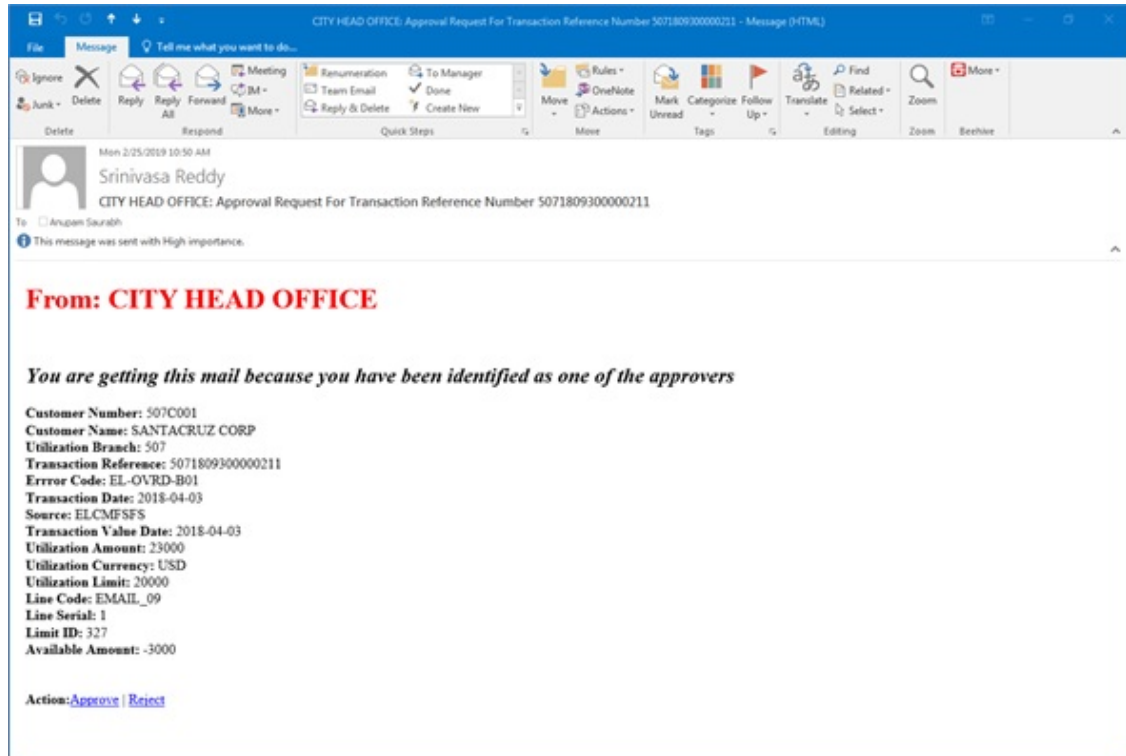 CITY HEAD OFFICE: Approval Request For Transaction Reference Number 5071809300000211 - Message (HTML)
File Message Tell me what you want to do...
Ignore
Junk
Delete
Reply
Reply All
Forward
Meeting
IM
More
Renumeration
Team Email
Reply & Delete
To Manager
Done
Create New
Move
Rules
OneNote
Actions
Mark Unread
Categorize
Follow Up
Translate
Find
Related
Select
Zoom
More
Delete Respond Quick Steps Move Tags Editing Zoom Beehive
Mon 2/25/2019 10:50 AM
Srinivasa Reddy
CITY HEAD OFFICE: Approval Request For Transaction Reference Number 5071809300000211
To Anupam Saurabh
This message was sent with High importance.
From: CITY HEAD OFFICE
You are getting this mail because you have been identified as one of the approvers
Customer Number: 507C001
Customer Name: SANTACRUZ CORP
Utilization Branch: 507
Transaction Reference: 5071809300000211
Errror Code: EL-OVRD-B01
Transaction Date: 2018-04-03
Source: ELCMFSFS
Transaction Value Date: 2018-04-03
Utilization Amount: 23000
Utilization Currency: USD
Utilization Limit: 20000
Line Code: EMAIL_09
Line Serial: 1
Limit ID: 327
Available Amount: -3000
Action:Approve | Reject